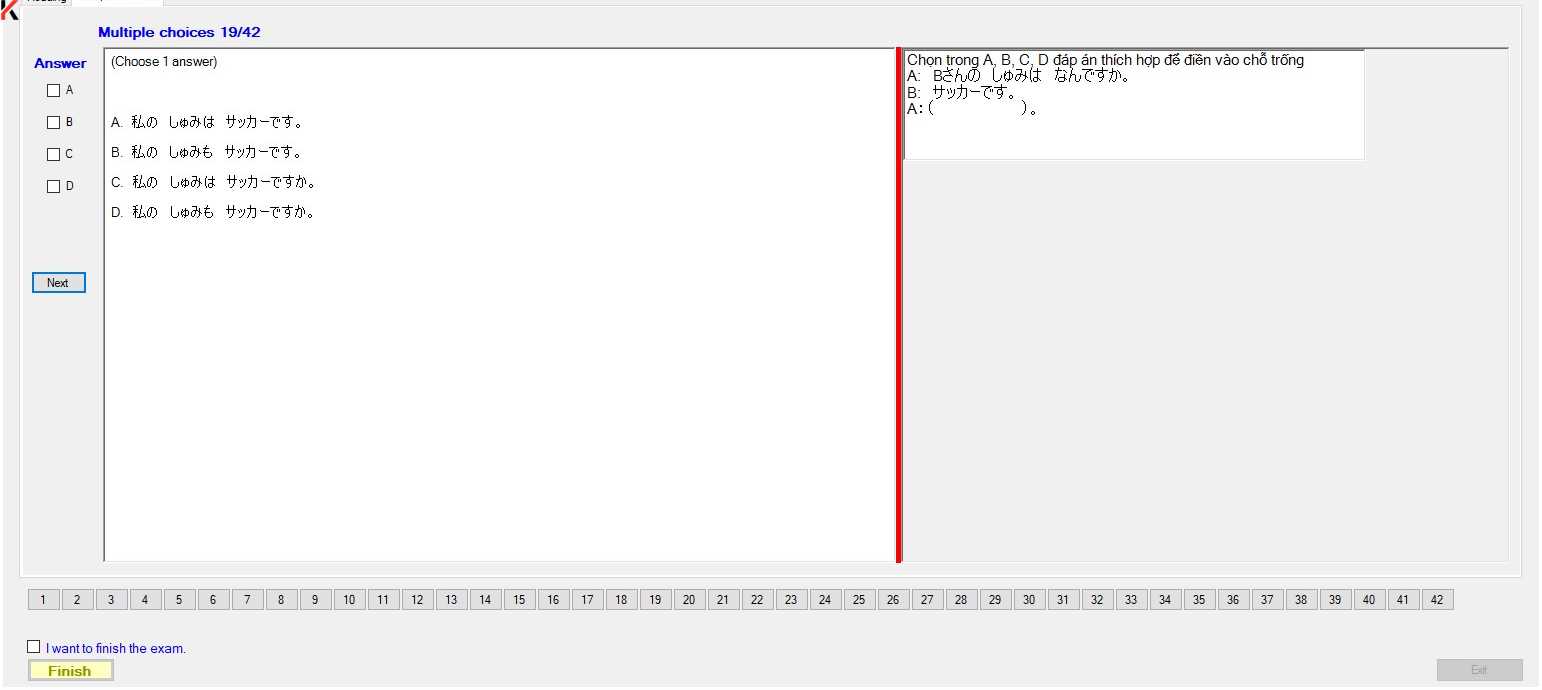 Multiple choices 19/42
Answer
A
B
C
D
Next
(Choose 1 answer)
A. 私の しゅみは サッカーです。
B. 私の しゅみも サッカーです。
C. 私の しゅみは サッカーですか。
D. 私の しゅみも サッカーですか。
Chọn trong A, B, C, D đáp án thích hợp để điền vào chỗ trống
A: Bさんの しゅみは なんですか。
B: サッカーです。
A:( )。
1 2 3 4 5 6 7 8 9 10 11 12 13 14 15 16 17 18 19 20 21 22 23 24 25 26 27 28 29 30 31 32 33 34 35 36 37 38 39 40 41 42
I want to finish the exam.
Finish
Exit